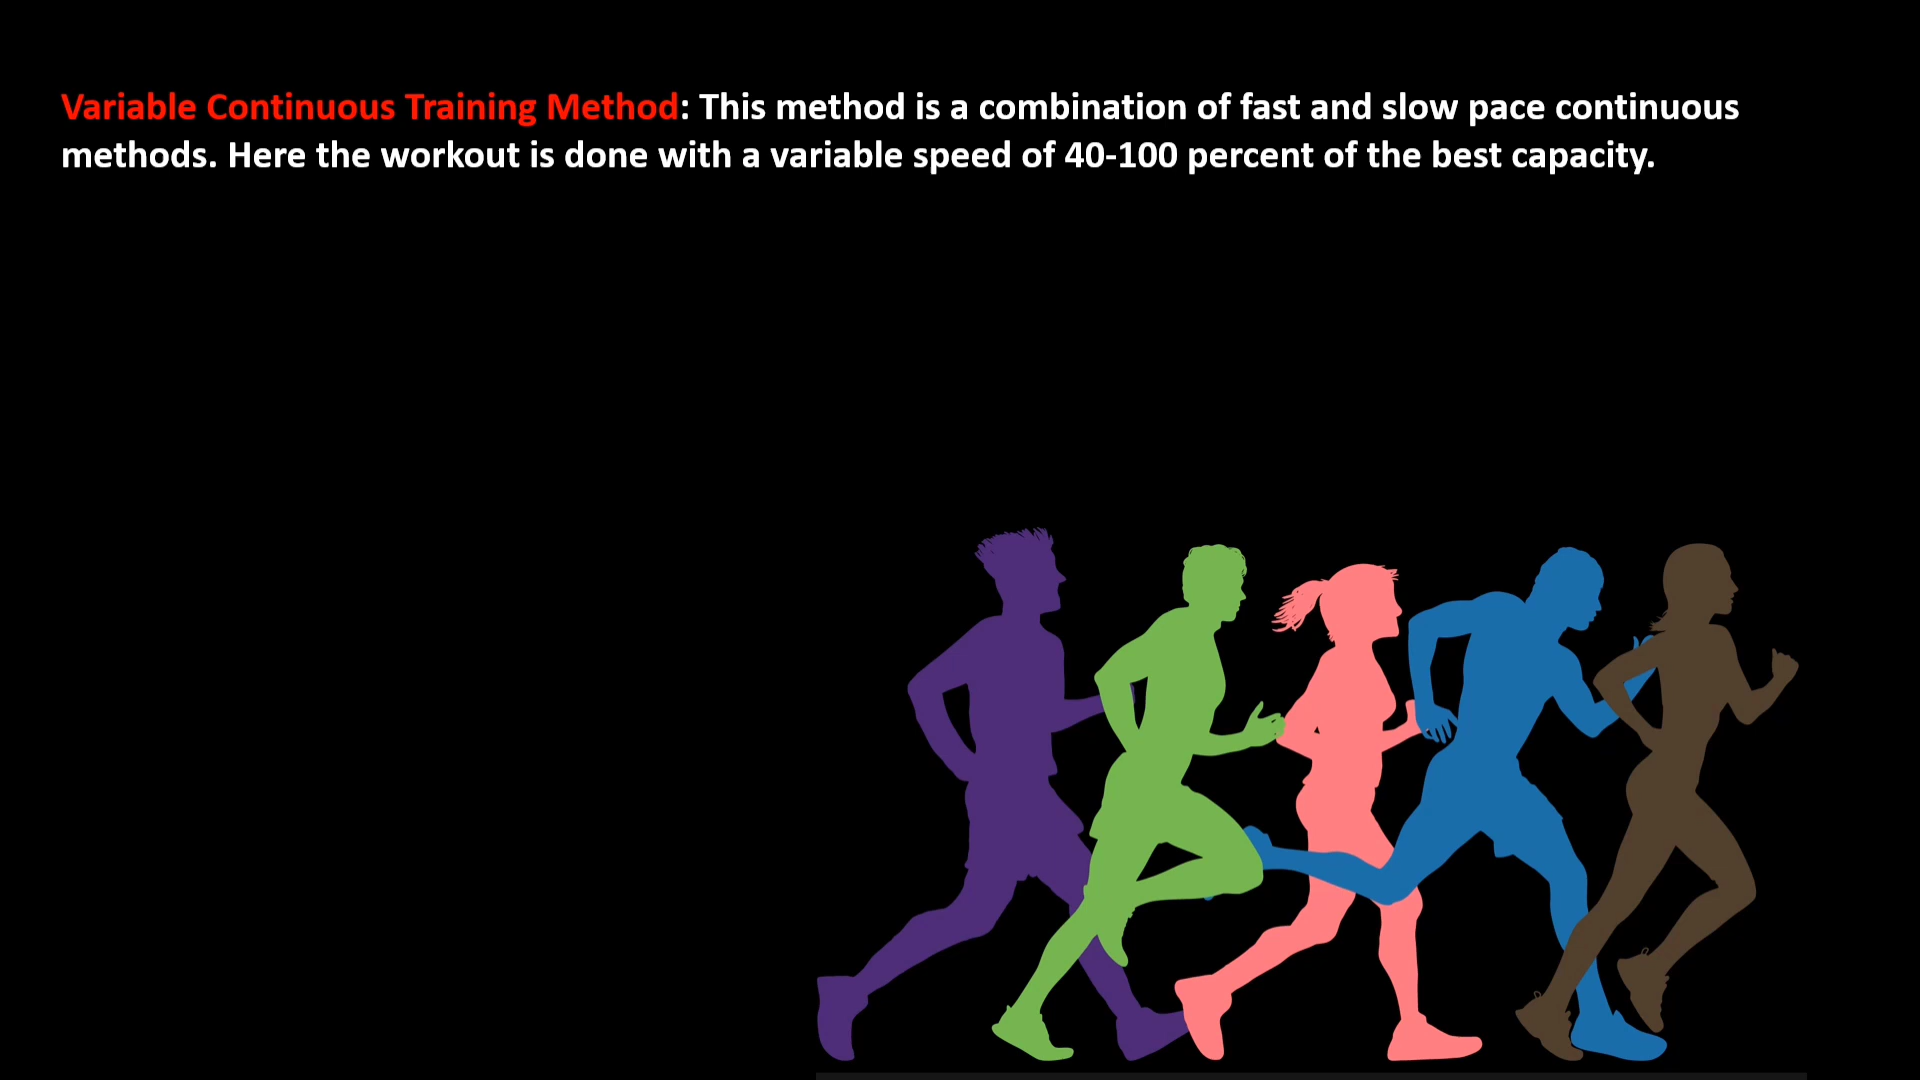 Variable Continuous Training Method: This method is a combination of fast and slow pace continuous
methods. Here the workout is done with a variable speed of 40-100 percent of the best capacity.